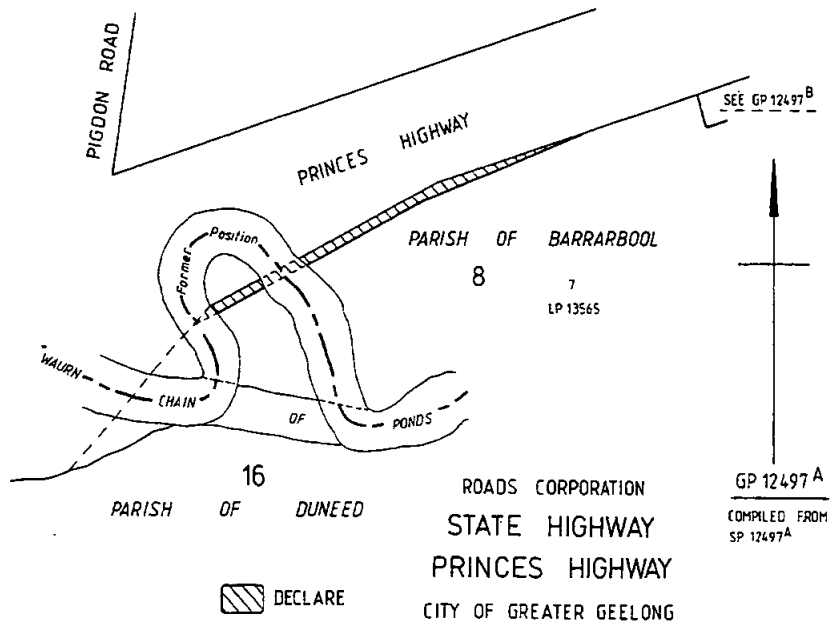 PIGDON ROAD
SEE GP 12497B
PRINCES HIGHWAY
Former Position
PARISH OF BARRARBOOL
8
7
LP 13565
WAURN
CHAIN
OF
PONDS
16
PARISH OF DUNEED
GP 12497A
COMPILED FROM
SP 12497A
ROADS CORPORATION
STATE HIGHWAY
PRINCES HIGHWAY
CITY OF GREATER GEELONG
DECLARE